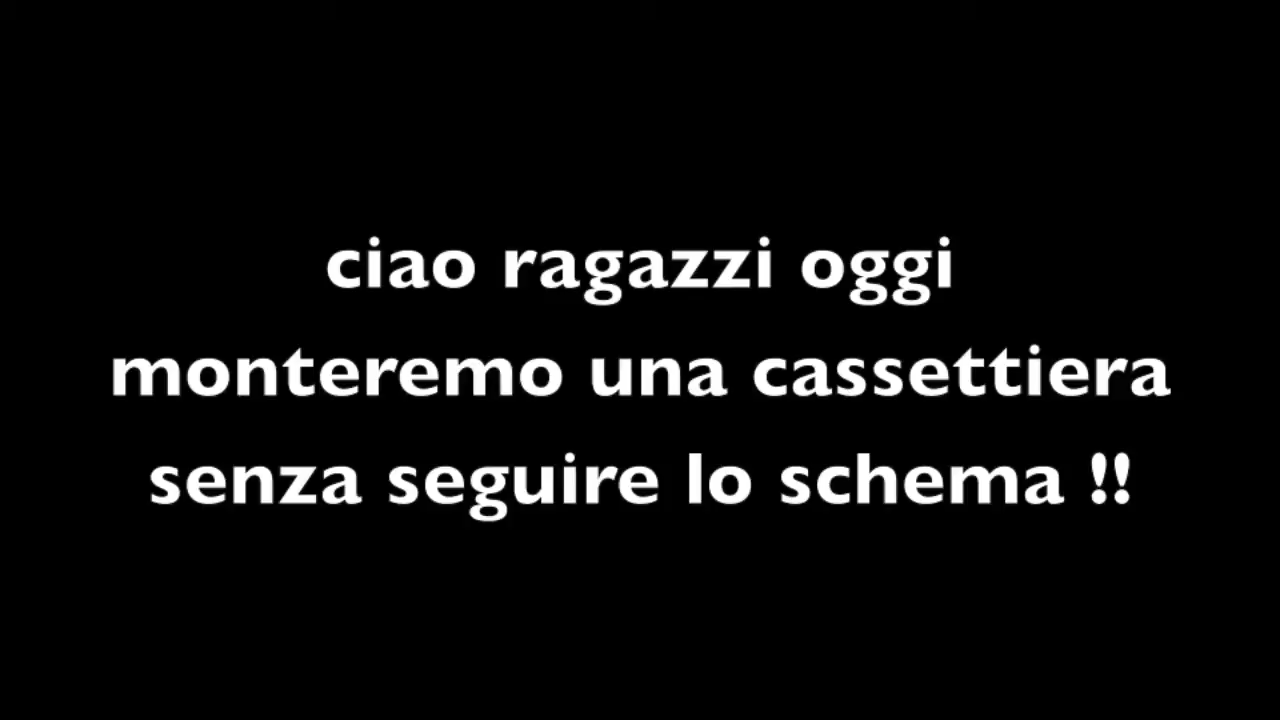 ciao ragazzi oggi
monteremo una cassettiera
senza seguire lo schema !!